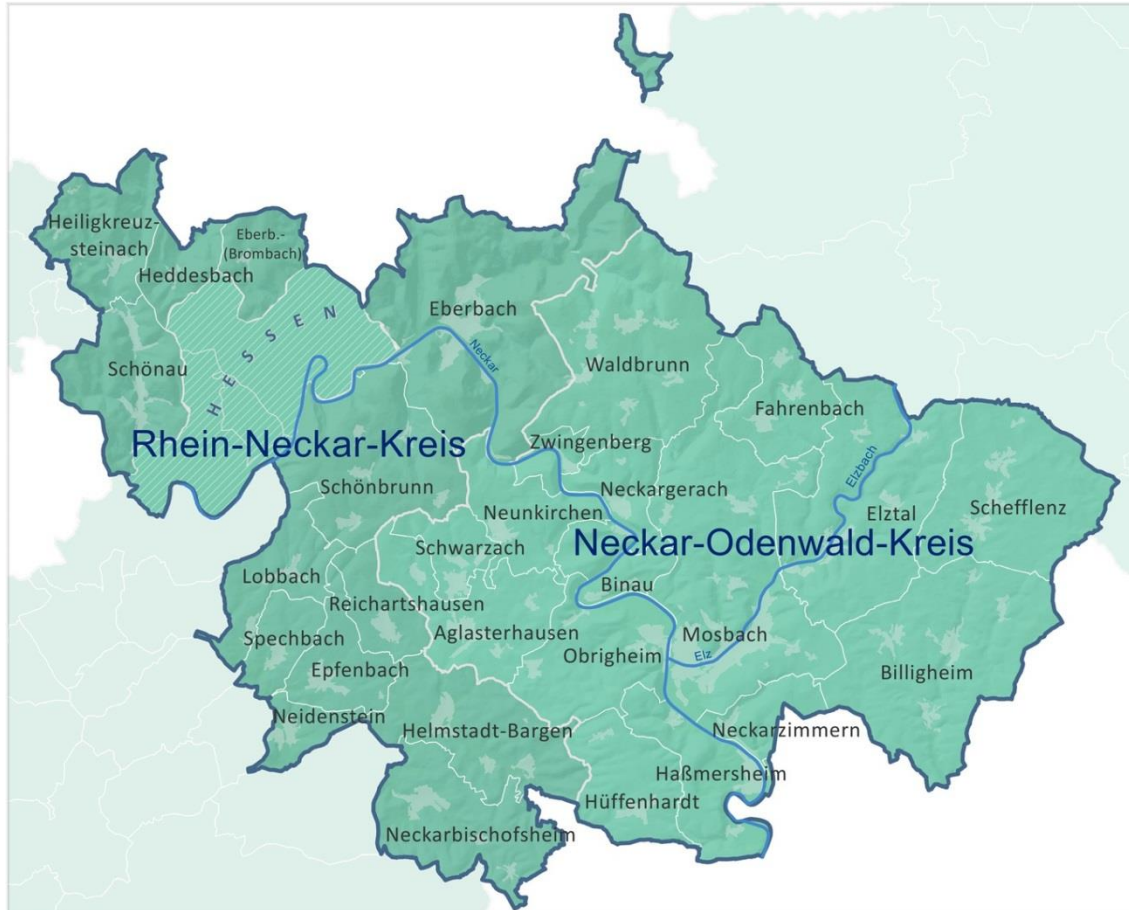 Heiligkreuz-
steinach
Eberb.-
(Brombach)
Heddesbach
HESSEN
Eberbach
Neckar
Schönau
Waldbrunn
Fahrenbach
Rhein-Neckar-Kreis
Zwingenberg
Elzbach
Schönbrunn
Neckargerach
Neunkirchen
Elztal
Schefflenz
Schwarzach
Neckar-Odenwald-Kreis
Lobbach
Binau
Reichartshausen
Spechbach
Aglasterhausen
Mosbach
Obrigheim
Elz
Epfenbach
Billigheim
Neidenstein
Helmstadt-Bargen
Neckarzimmern
Haßmersheim
Hüffenhardt
Neckarbischofsheim